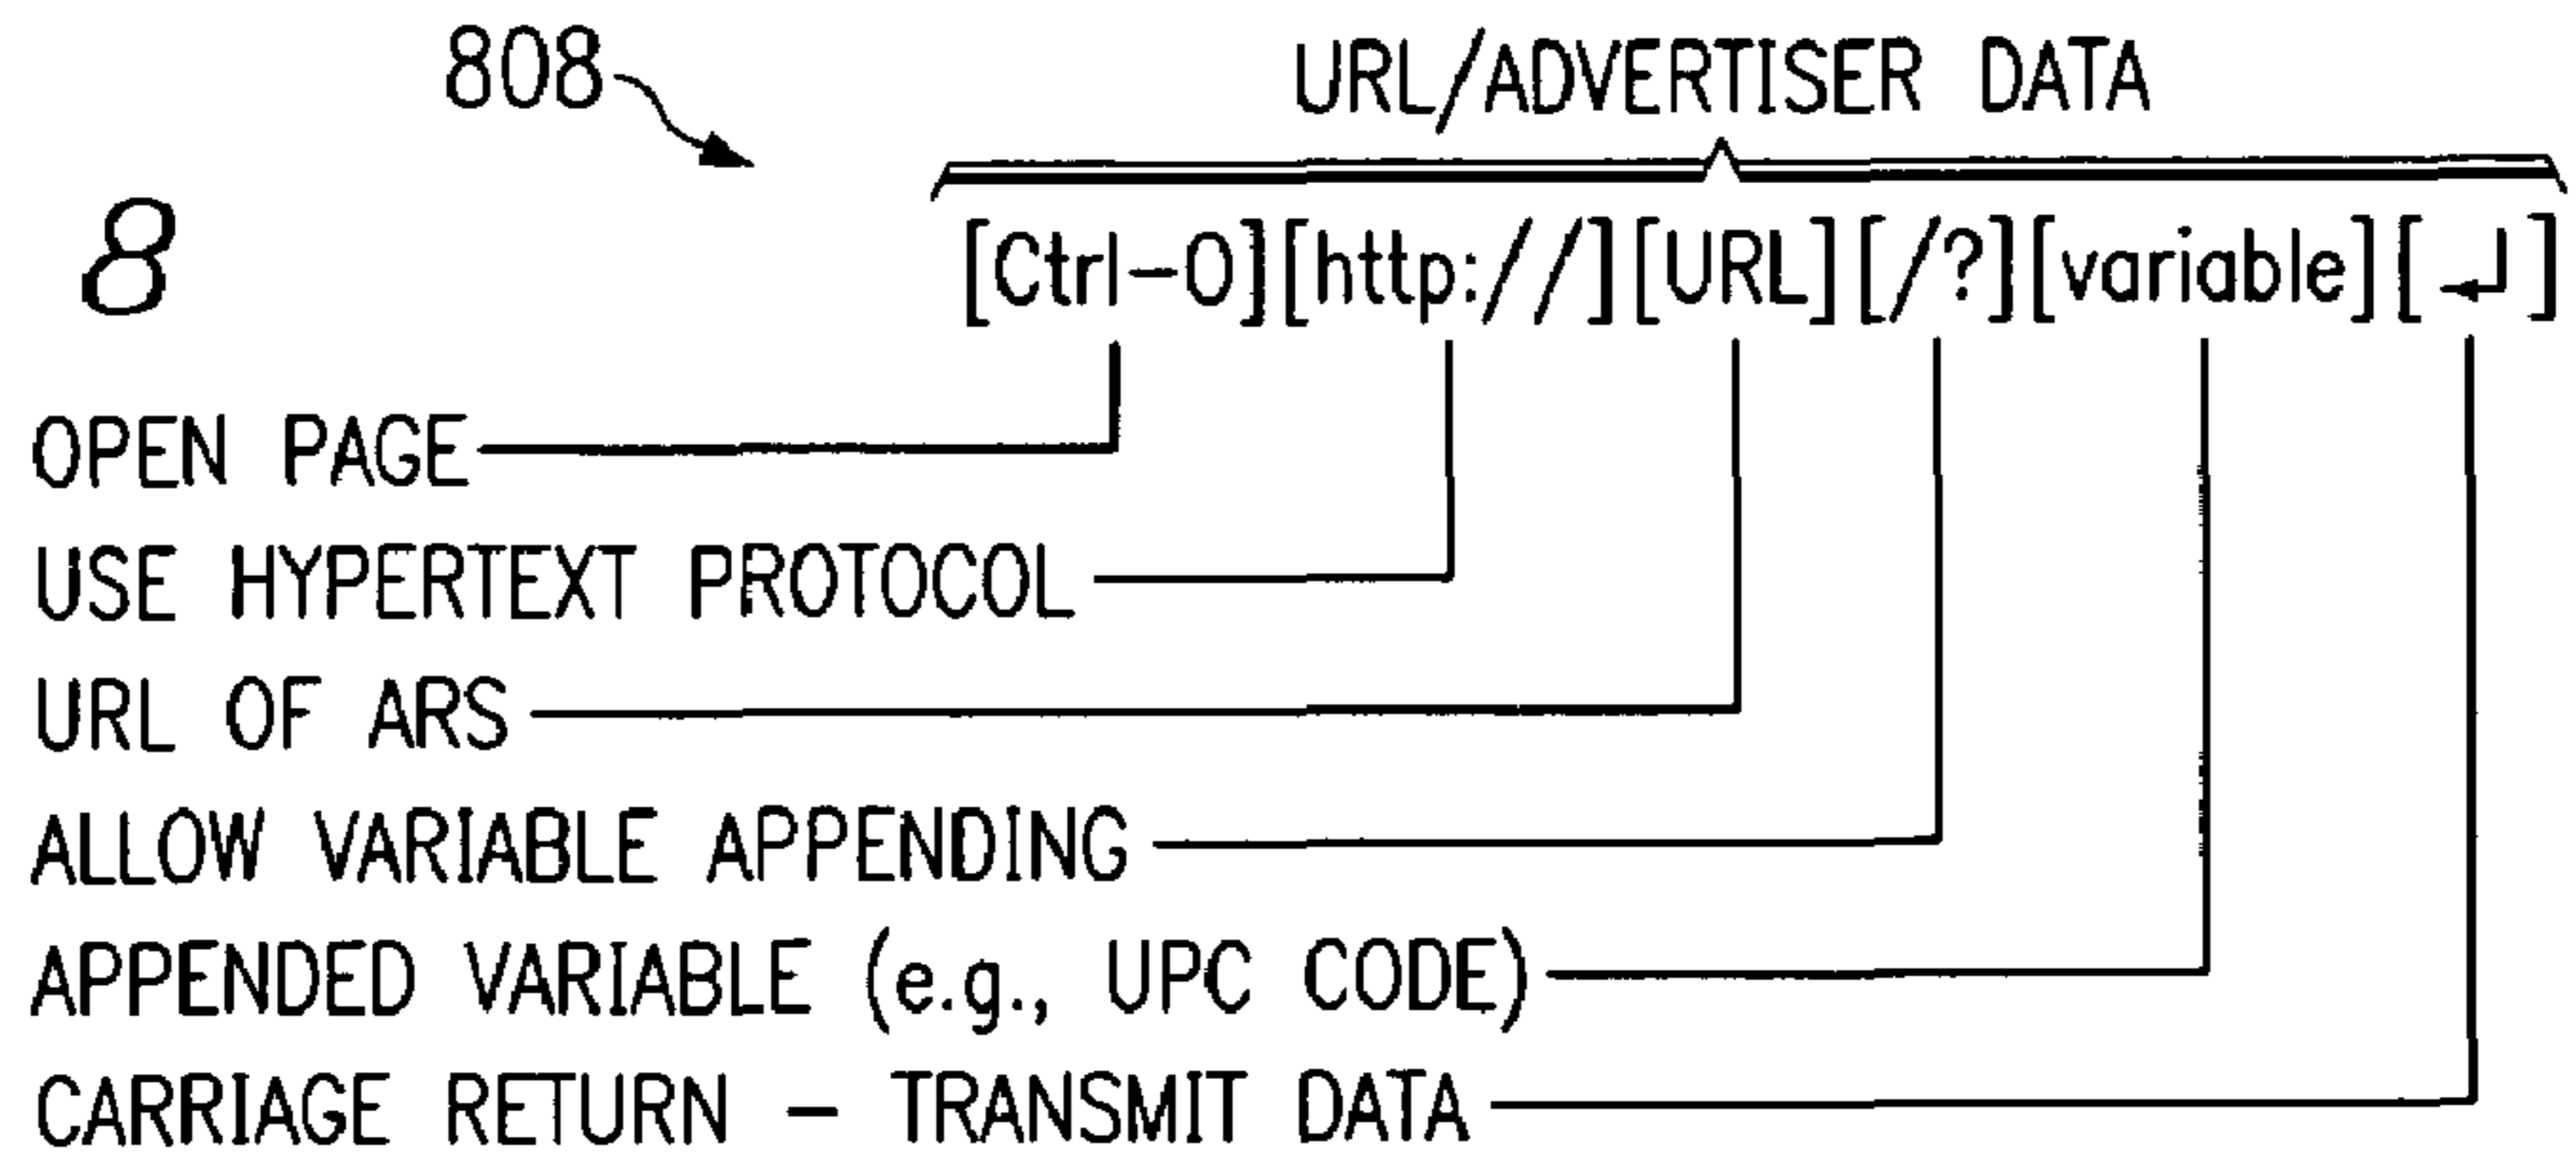 808
URL/ADVERTISER DATA
8
[Ctrl-O][http://][URL][/?][variable][↵]
OPEN PAGE
USE HYPERTEXT PROTOCOL
URL OF ARS
ALLOW VARIABLE APPENDING
APPENDED VARIABLE (e.g., UPC CODE)
CARRIAGE RETURN – TRANSMIT DATA